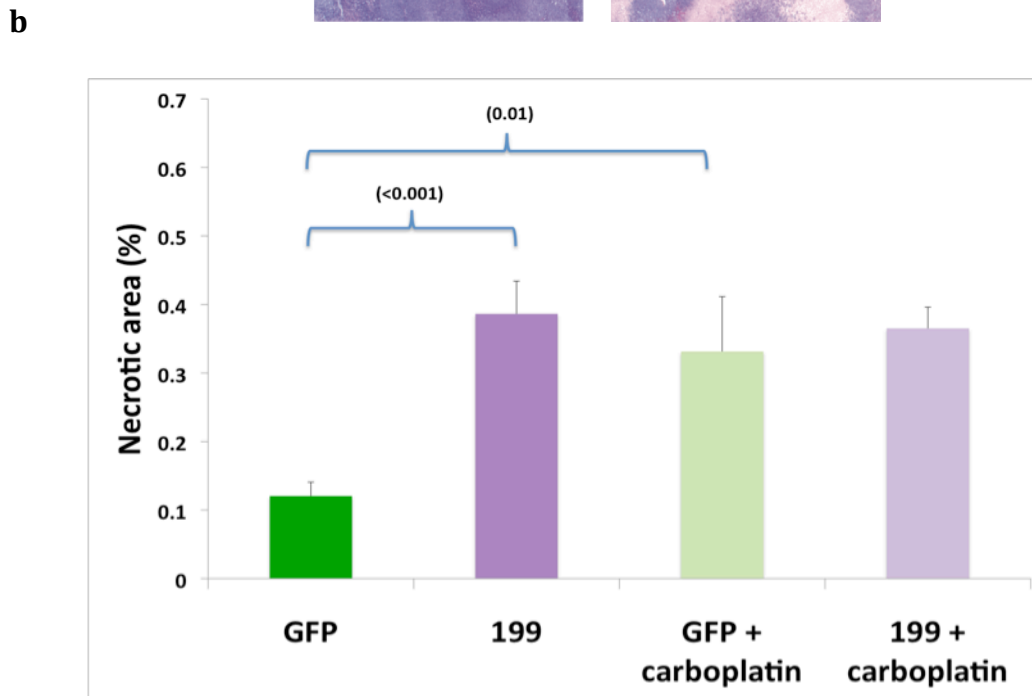 b
0.7
0.6
0.5
0.4
0.3
0.2
0.1
0
Necrotic area (%)
(0.01)
(<0.001)
GFP
199
GFP +
carboplatin
199 +
carboplatin